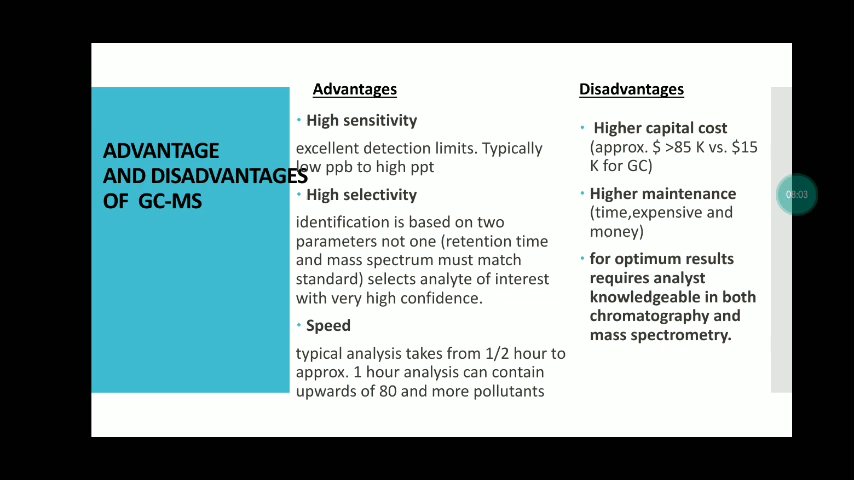 ADVANTAGE
AND DISADVANTAGES
OF GC-MS
Advantages
• High sensitivity
excellent detection limits. Typically
low ppb to high ppt
• High selectivity
identification is based on two
parameters not one (retention time
and mass spectrum must match
standard) selects analyte of interest
with very high confidence.
• Speed
typical analysis takes from 1/2 hour to
approx. 1 hour analysis can contain
upwards of 80 and more pollutants
Disadvantages
• Higher capital cost
(approx. $ >85 K vs. $15
K for GC)
• Higher maintenance
(time,expensive and
money)
• for optimum results
requires analyst
knowledgeable in both
chromatography and
mass spectrometry.
08:03